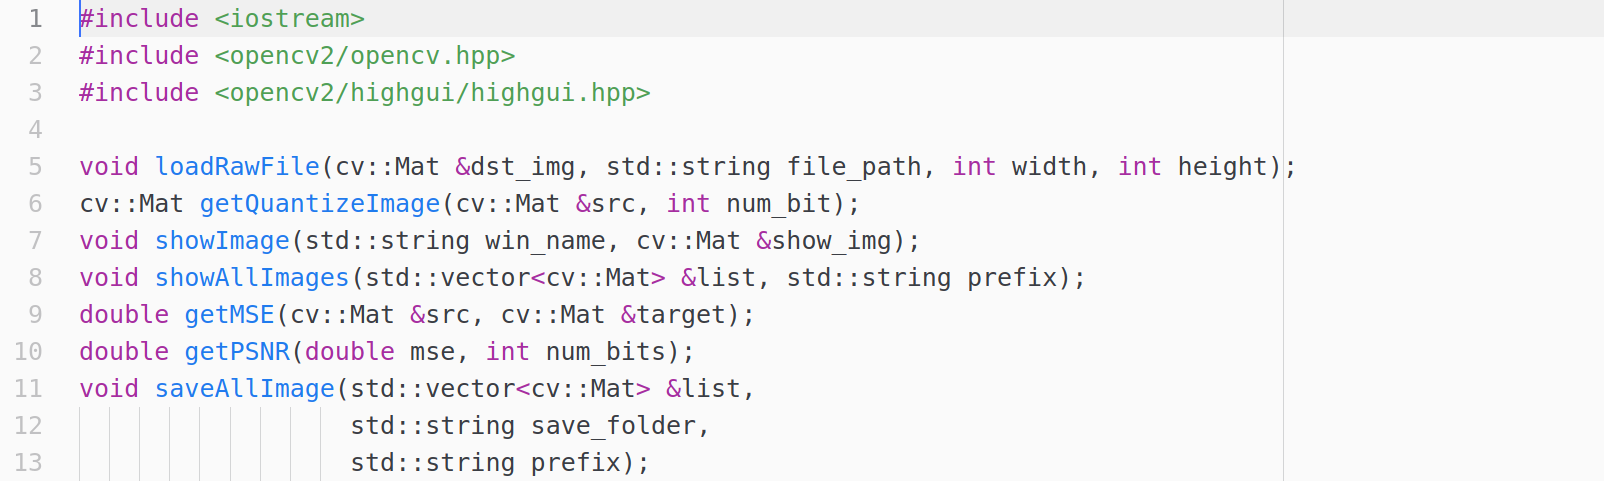 1 #include <iostream>
2 #include <opencv2/opencv.hpp>
3 #include <opencv2/highgui/highgui.hpp>
4
5 void loadRawFile(cv::Mat &dst_img, std::string file_path, int width, int height);
6 cv::Mat getQuantizeImage(cv::Mat &src, int num_bit);
7 void showImage(std::string win_name, cv::Mat &show_img);
8 void showAllImages(std::vector<cv::Mat> &list, std::string prefix);
9 double getMSE(cv::Mat &src, cv::Mat &target);
10 double getPSNR(double mse, int num_bits);
11 void saveAllImage(std::vector<cv::Mat> &list,
12                   std::string save_folder,
13                   std::string prefix);